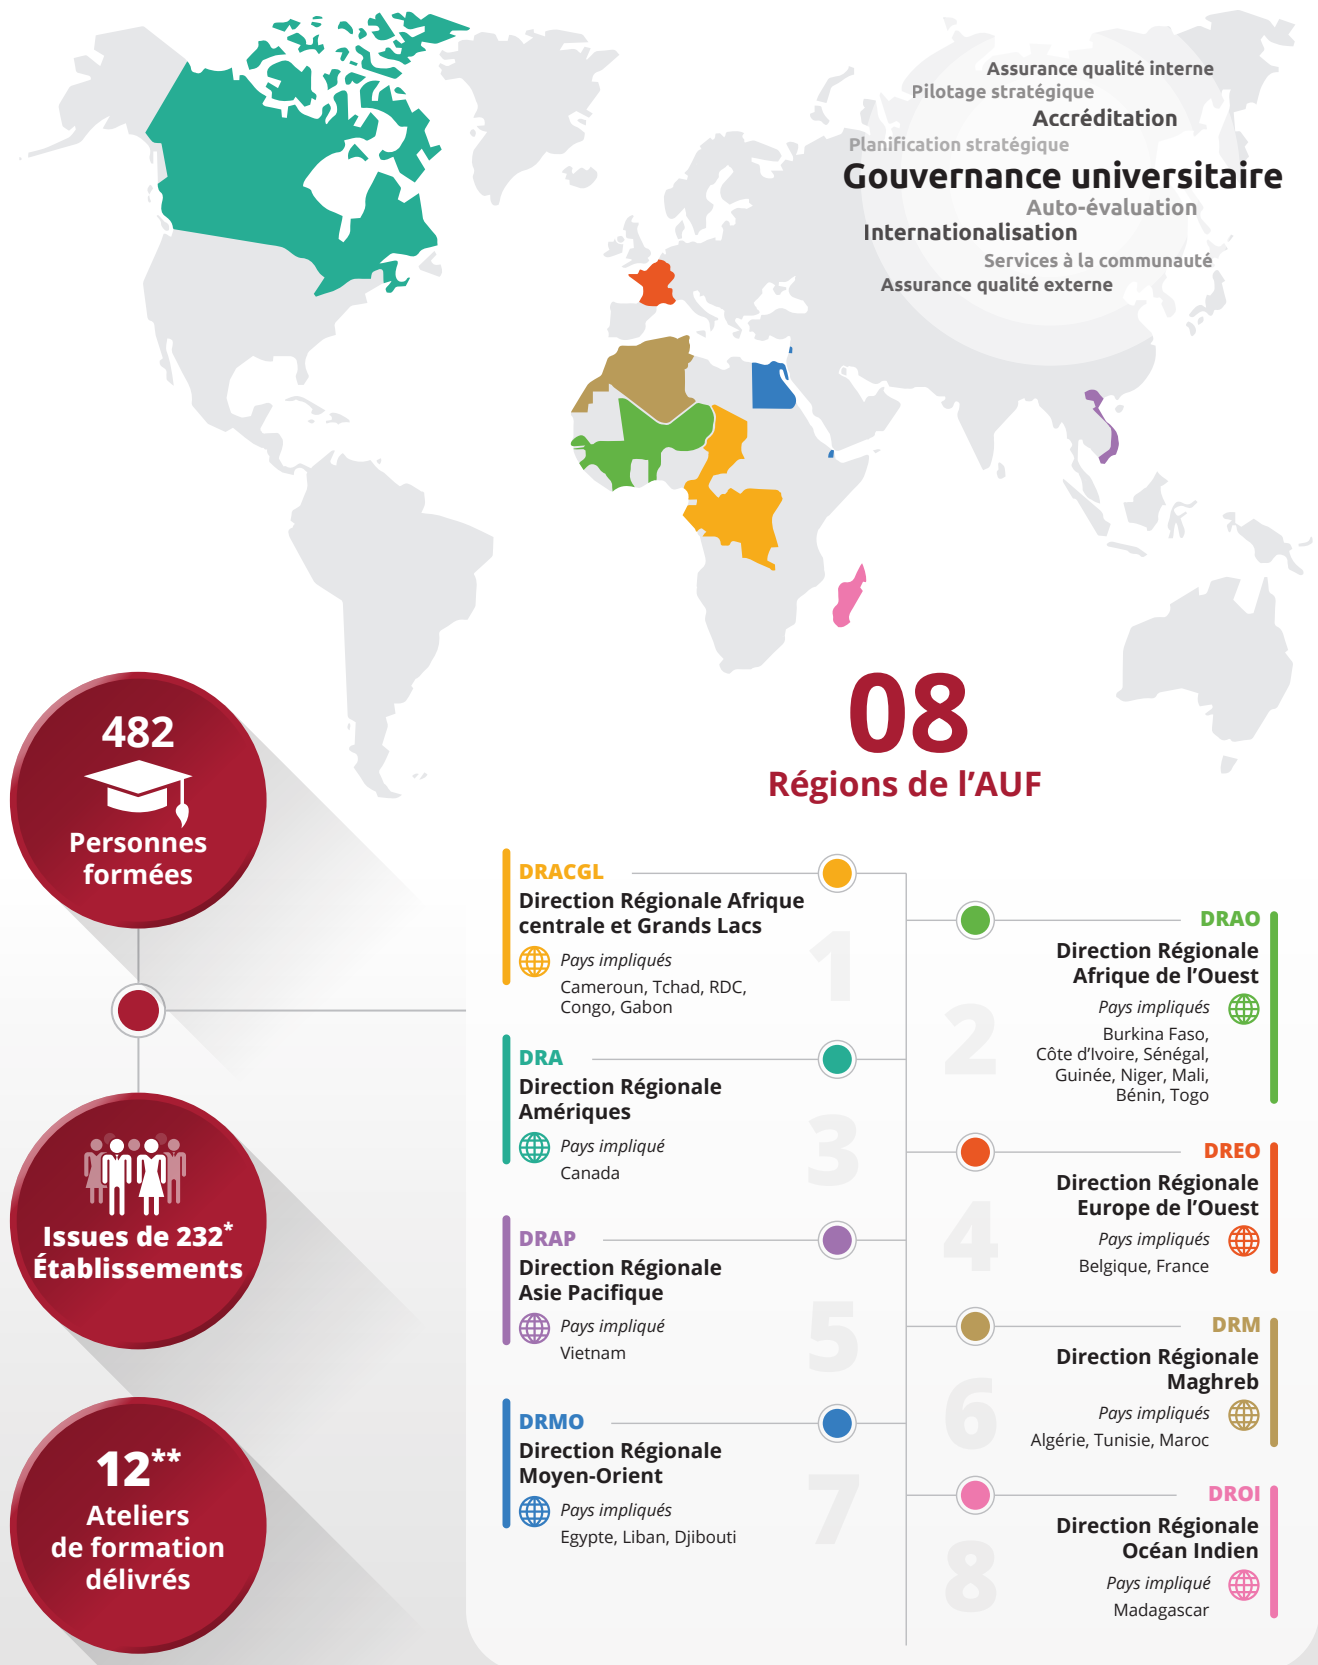 Assurance qualité interne
Pilotage stratégique
Accréditation
Planification stratégique
Gouvernance universitaire
Auto-évaluation
Internationalisation
Services à la communauté
Assurance qualité externe
482
Personnes
formées
Issues de 232*
Établissements
12**
Ateliers
de formation
délivrés
08
Régions de l’AUF
DRACGL
Direction Régionale Afrique
centrale et Grands Lacs
Pays impliqués
Cameroun, Tchad, RDC,
Congo, Gabon
1
DRAO
Direction Régionale
Afrique de l’Ouest
Pays impliqués
Burkina Faso,
Côte d’Ivoire, Sénégal,
Guinée, Niger, Mali,
Bénin, Togo
2
DRA
Direction Régionale
Amériques
Pays impliqué
Canada
3
DREO
Direction Régionale
Europe de l’Ouest
Pays impliqués
Belgique, France
4
DRAP
Direction Régionale
Asie Pacifique
Pays impliqué
Vietnam
5
DRM
Direction Régionale
Maghreb
Pays impliqués
Algérie, Tunisie, Maroc
6
DRMO
Direction Régionale
Moyen-Orient
Pays impliqués
Egypte, Liban, Djibouti
7
DROI
Direction Régionale
Océan Indien
Pays impliqué
Madagascar
8